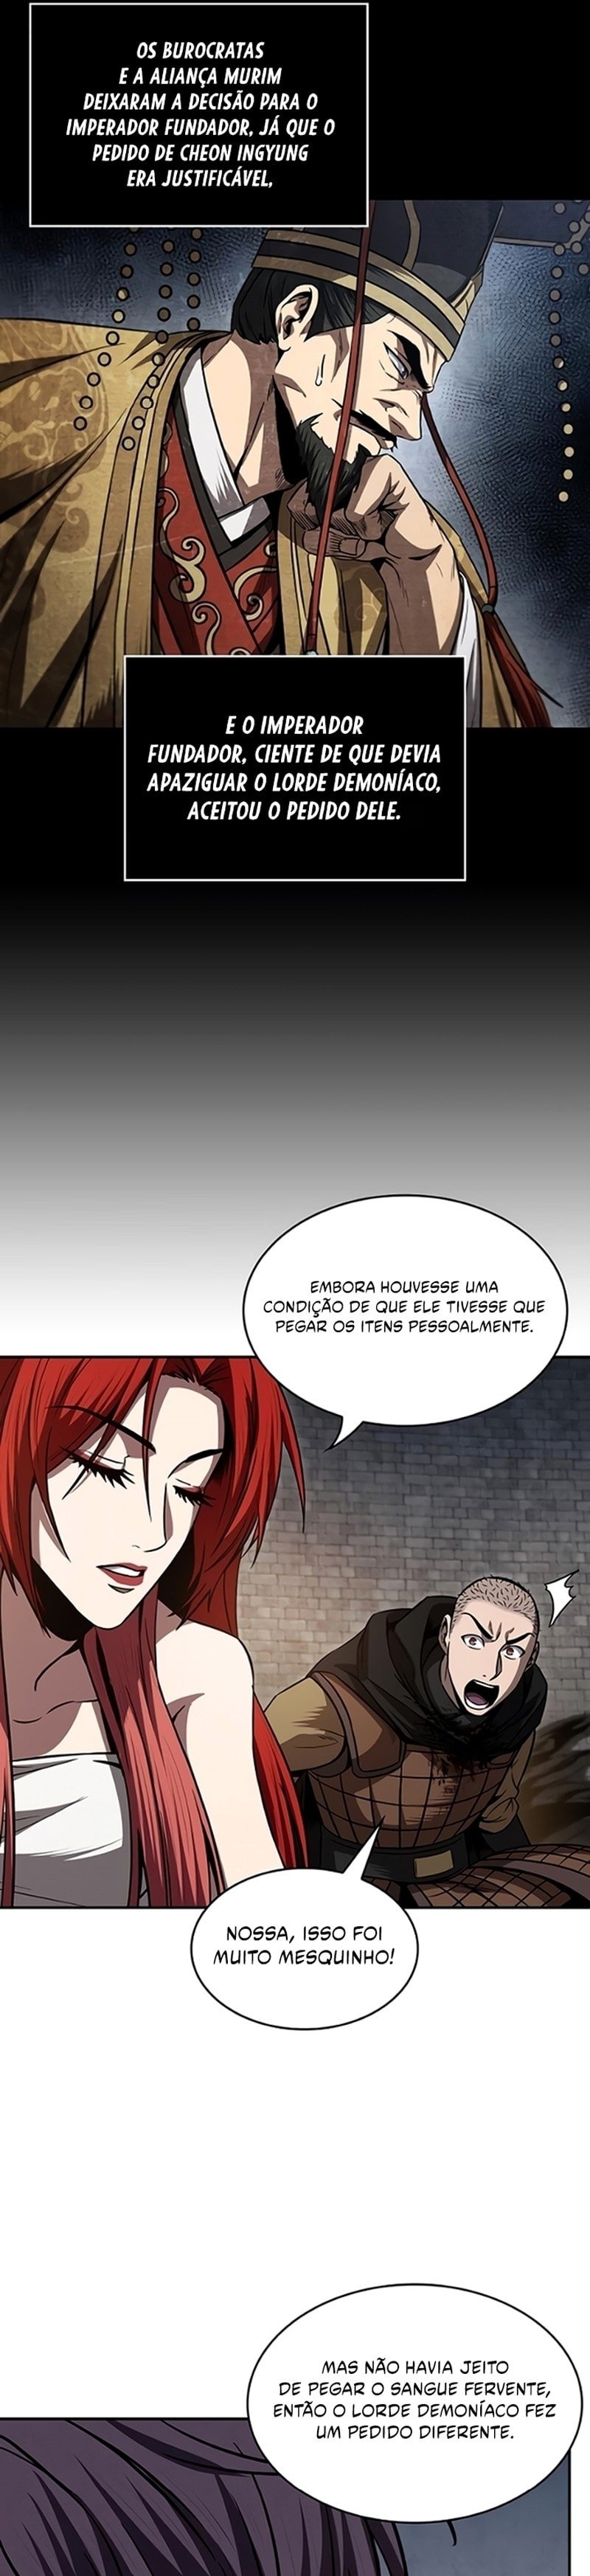 OS BUROCRATAS
E A ALIANÇA MURIM
DEIXARAM A DECISÃO PARA O
IMPERADOR FUNDADOR, JÁ QUE O
PEDIDO DE CHEON INGYUNG
ERA JUSTIFICÁVEL,
E O IMPERADOR
FUNDADOR, CIENTE DE QUE DEVIA
APAZIGUAR O LORDE DEMONÍACO,
ACEITOU O PEDIDO DELE.
EMBORA HOUVESSE UMA
CONDIÇÃO DE QUE ELE TIVESSE QUE
PEGAR OS ITENS PESSOALMENTE.
NOSSA, ISSO FOI
MUITO MESQUINHO!
MAS NÃO HAVIA JEITO
DE PEGAR O SANGUE FERVENTE,
ENTÃO O LORDE DEMONÍACO FEZ
UM PEDIDO DIFERENTE.